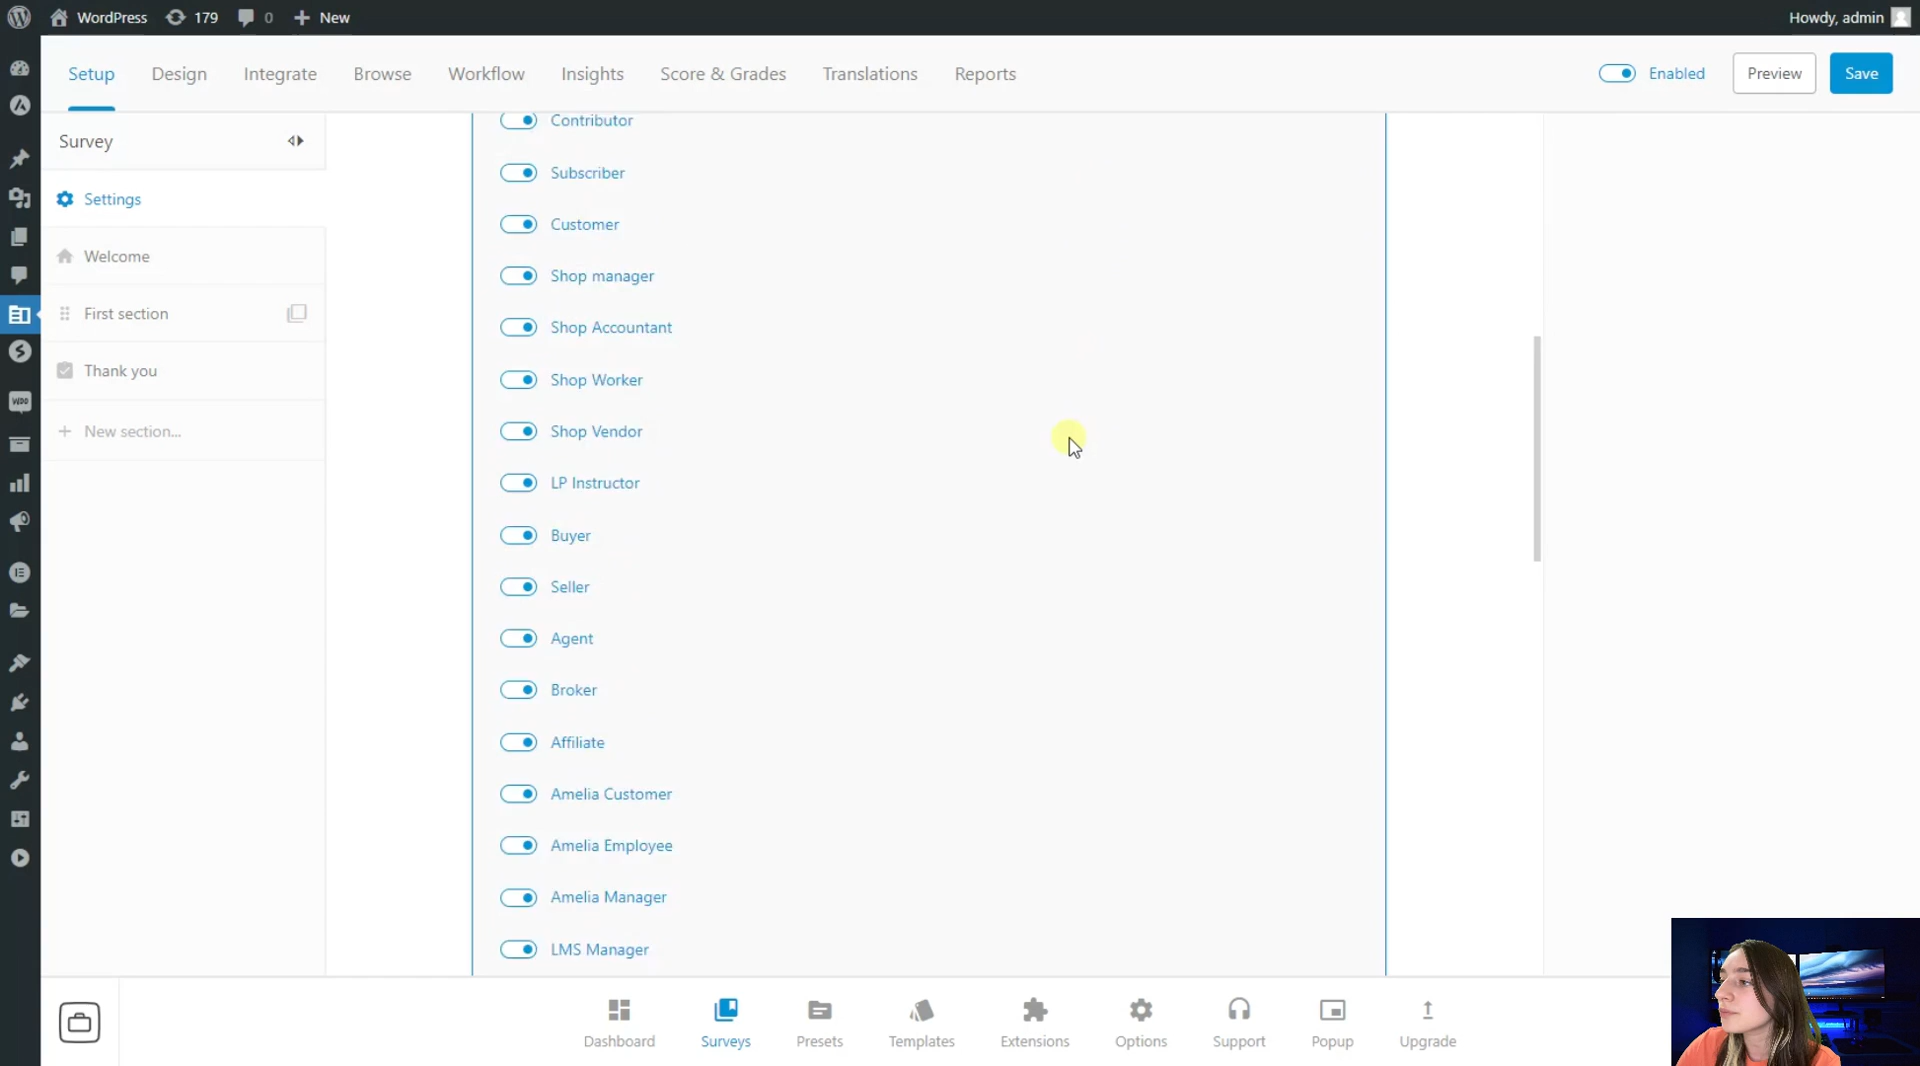 WordPress 179 0 New Howdy, admin
Setup Design Integrate Browse Workflow Insights Score & Grades Translations Reports Enabled Preview Save
Survey
Settings
Welcome
First section
Thank you
New section...
Contributor
Subscriber
Customer
Shop manager
Shop Accountant
Shop Worker
Shop Vendor
LP Instructor
Buyer
Seller
Agent
Broker
Affiliate
Amelia Customer
Amelia Employee
Amelia Manager
LMS Manager
Dashboard Surveys Presets Templates Extensions Options Support Popup Upgrade